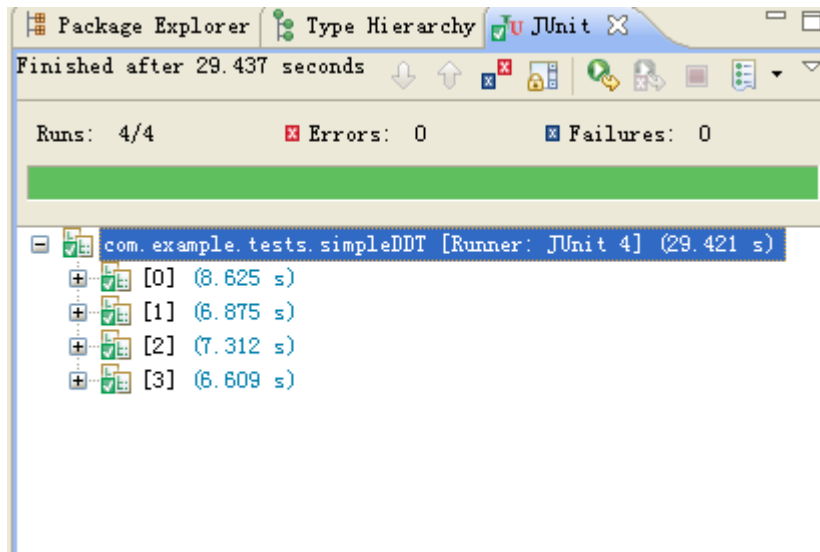 Package Explorer Type Hierarchy JUnit
Finished after 29.437 seconds
Runs: 4/4 Errors: 0 Failures: 0
com.example.tests.simpleDDT [Runner: JUnit 4] (29.421 s)
[0] (8.625 s)
[1] (6.875 s)
[2] (7.312 s)
[3] (6.609 s)